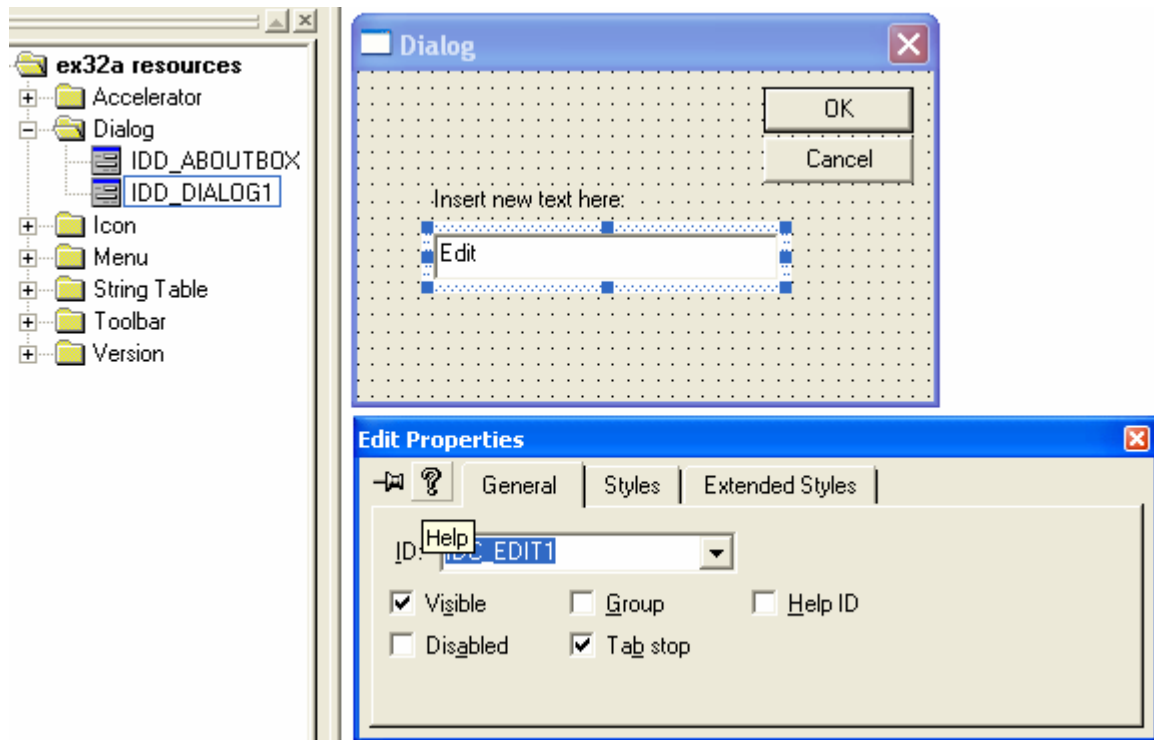 ex32a resources
Accelerator
Dialog
IDD_ABOUTBOX
IDD_DIALOG1
Icon
Menu
String Table
Toolbar
Version
Dialog
OK
Cancel
Insert new text here:
Edit
Edit Properties
General Styles Extended Styles
Help
ID: IDC_EDIT1
Visible Group Help ID
Disabled Tab stop